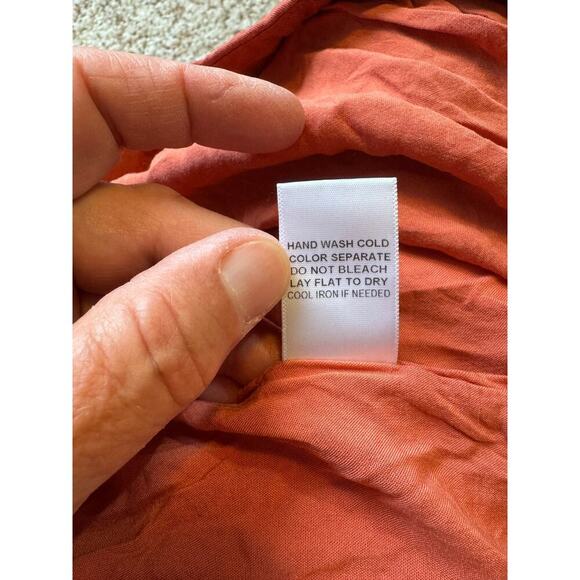 HAND WASH COLD
COLOR SEPARATE
DO NOT BLEACH
LAY FLAT TO DRY
COOL IRON IF NEEDED